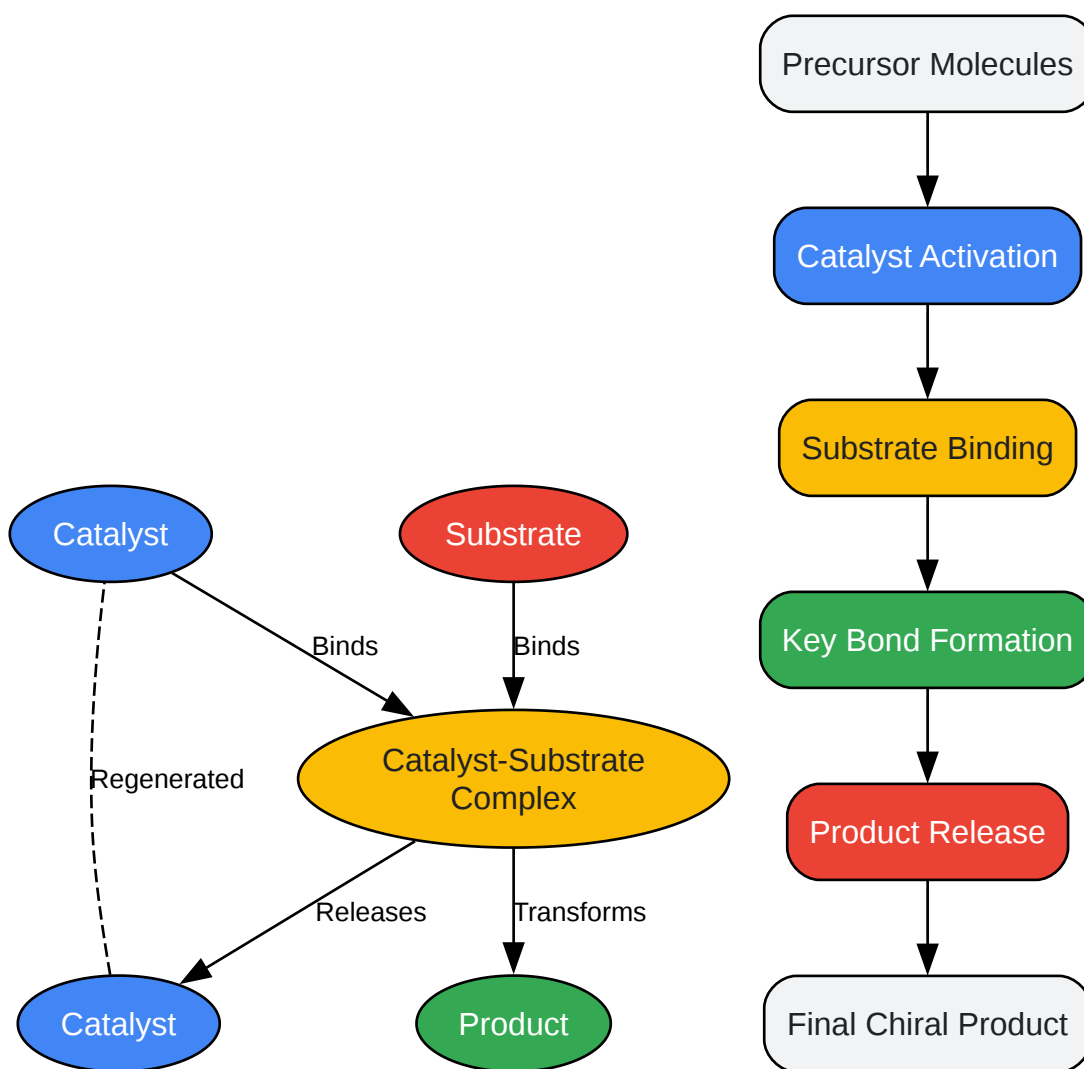 Precursor Molecules
Catalyst Activation
Substrate Binding
Key Bond Formation
Product Release
Final Chiral Product
Catalyst
Substrate
Binds
Binds
Catalyst-Substrate
Complex
Regenerated
Releases
Transforms
Catalyst
Product